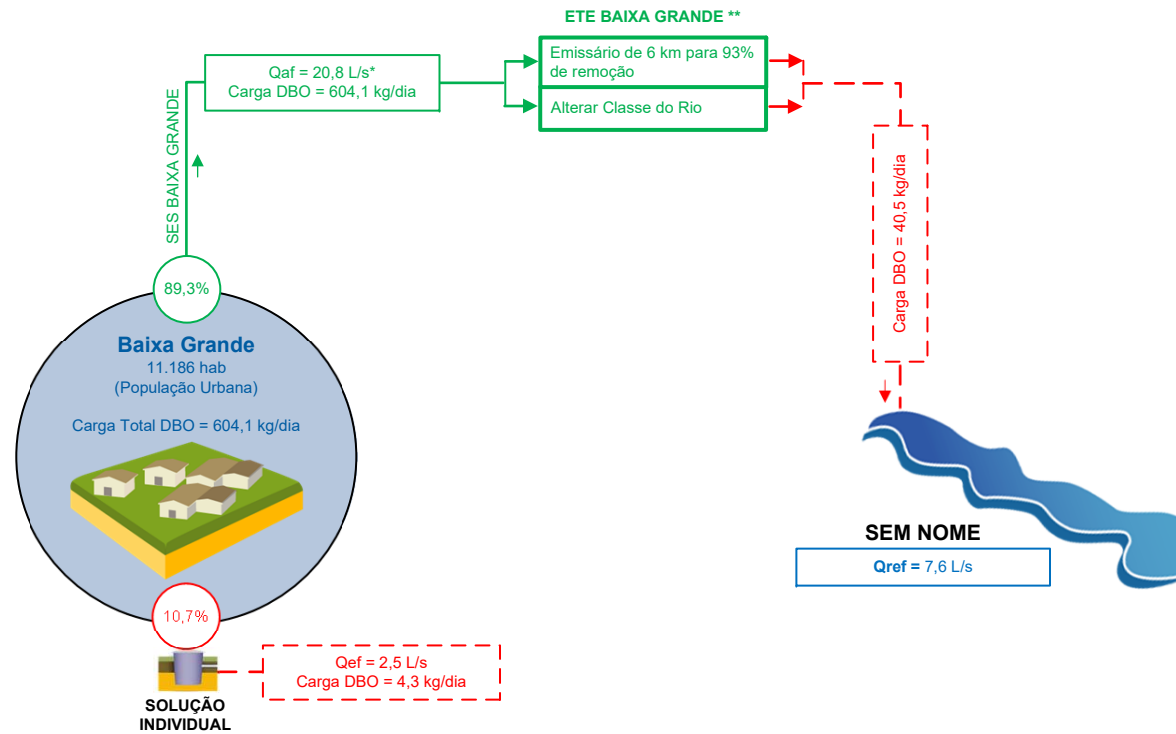 ETE BAIXA GRANDE **
Qaf = 20,8 L/s*
Carga DBO = 604,1 kg/dia
Emissário de 6 km para 93%
de remoção
Alterar Classe do Rio
SES BAIXA GRANDE
Carga DBO = 40,5 kg/dia
89,3%
Baixa Grande
11.186 hab
(População Urbana)
Carga Total DBO = 604,1 kg/dia
SEM NOME
Qref = 7,6 L/s
10,7%
Qef = 2,5 L/s
Carga DBO = 4,3 kg/dia
SOLUÇÃO
INDIVIDUAL